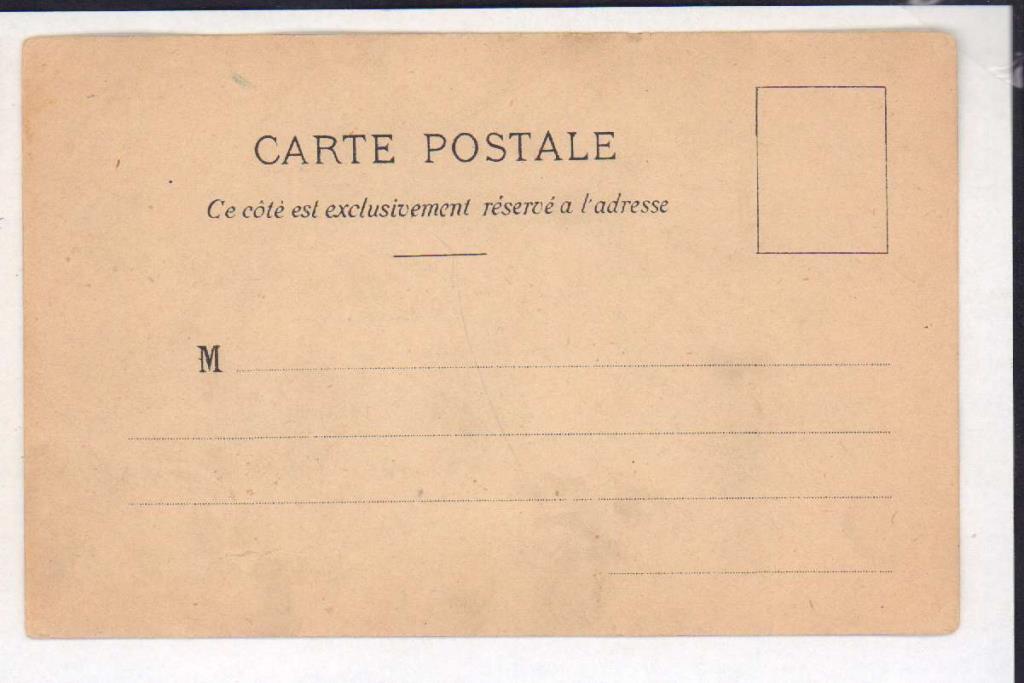 CARTE POSTALE
Ce côté est exclusivement réservé a l'adresse
M